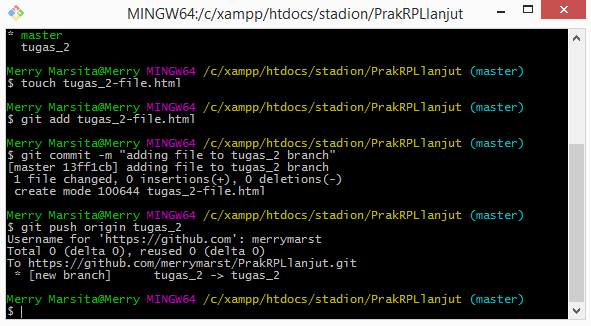 MINGW64:/c/xampp/htdocs/stadion/PrakRPLlanjut
* master
  tugas_2
Merry Marsita@Merry MINGW64 /c/xampp/htdocs/stadion/PrakRPLlanjut (master)
$ touch tugas_2-file.html
Merry Marsita@Merry MINGW64 /c/xampp/htdocs/stadion/PrakRPLlanjut (master)
$ git add tugas_2-file.html
Merry Marsita@Merry MINGW64 /c/xampp/htdocs/stadion/PrakRPLlanjut (master)
$ git commit -m "adding file to tugas_2 branch"
[master 13ff1cb] adding file to tugas_2 branch
 1 file changed, 0 insertions(+), 0 deletions(-)
 create mode 100644 tugas_2-file.html
Merry Marsita@Merry MINGW64 /c/xampp/htdocs/stadion/PrakRPLlanjut (master)
$ git push origin tugas_2
Username for 'https://github.com': merrymarst
Total 0 (delta 0), reused 0 (delta 0)
To https://github.com/merrymarst/PrakRPLlanjut.git
 * [new branch]      tugas_2 -> tugas_2
Merry Marsita@Merry MINGW64 /c/xampp/htdocs/stadion/PrakRPLlanjut (master)
$